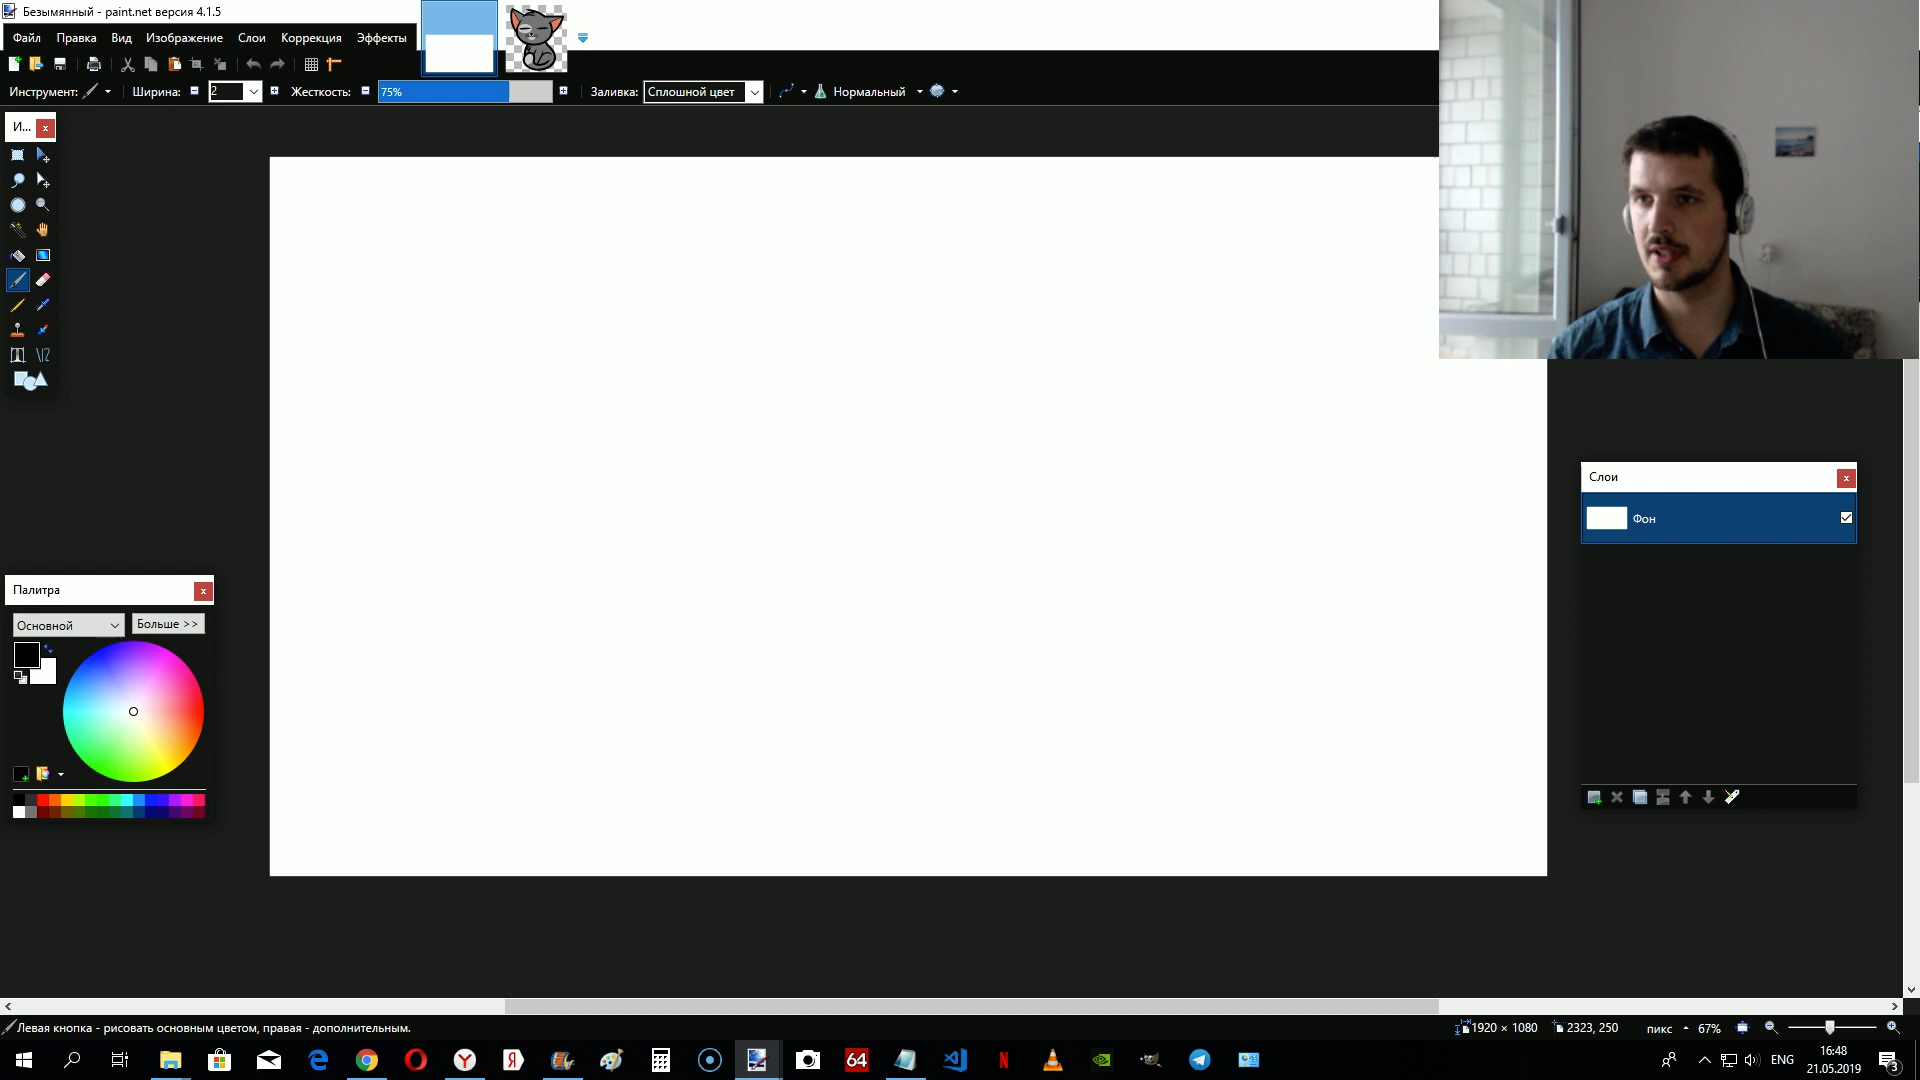 Безымянный - paint.net версия 4.1.5
Файл Правка Вид Изображение Слои Коррекция Эффекты
Инструмент: Ширина: 2 Жесткость: 75% Заливка: Сплошной цвет Нормальный
И...
Слои
Фон
Палитра
Основной Больше >>
Левая кнопка - рисовать основным цветом, правая - дополнительным.
1920 × 1080 2323, 250 пикс 67%
64
ENG
16:48
21.05.2019
3